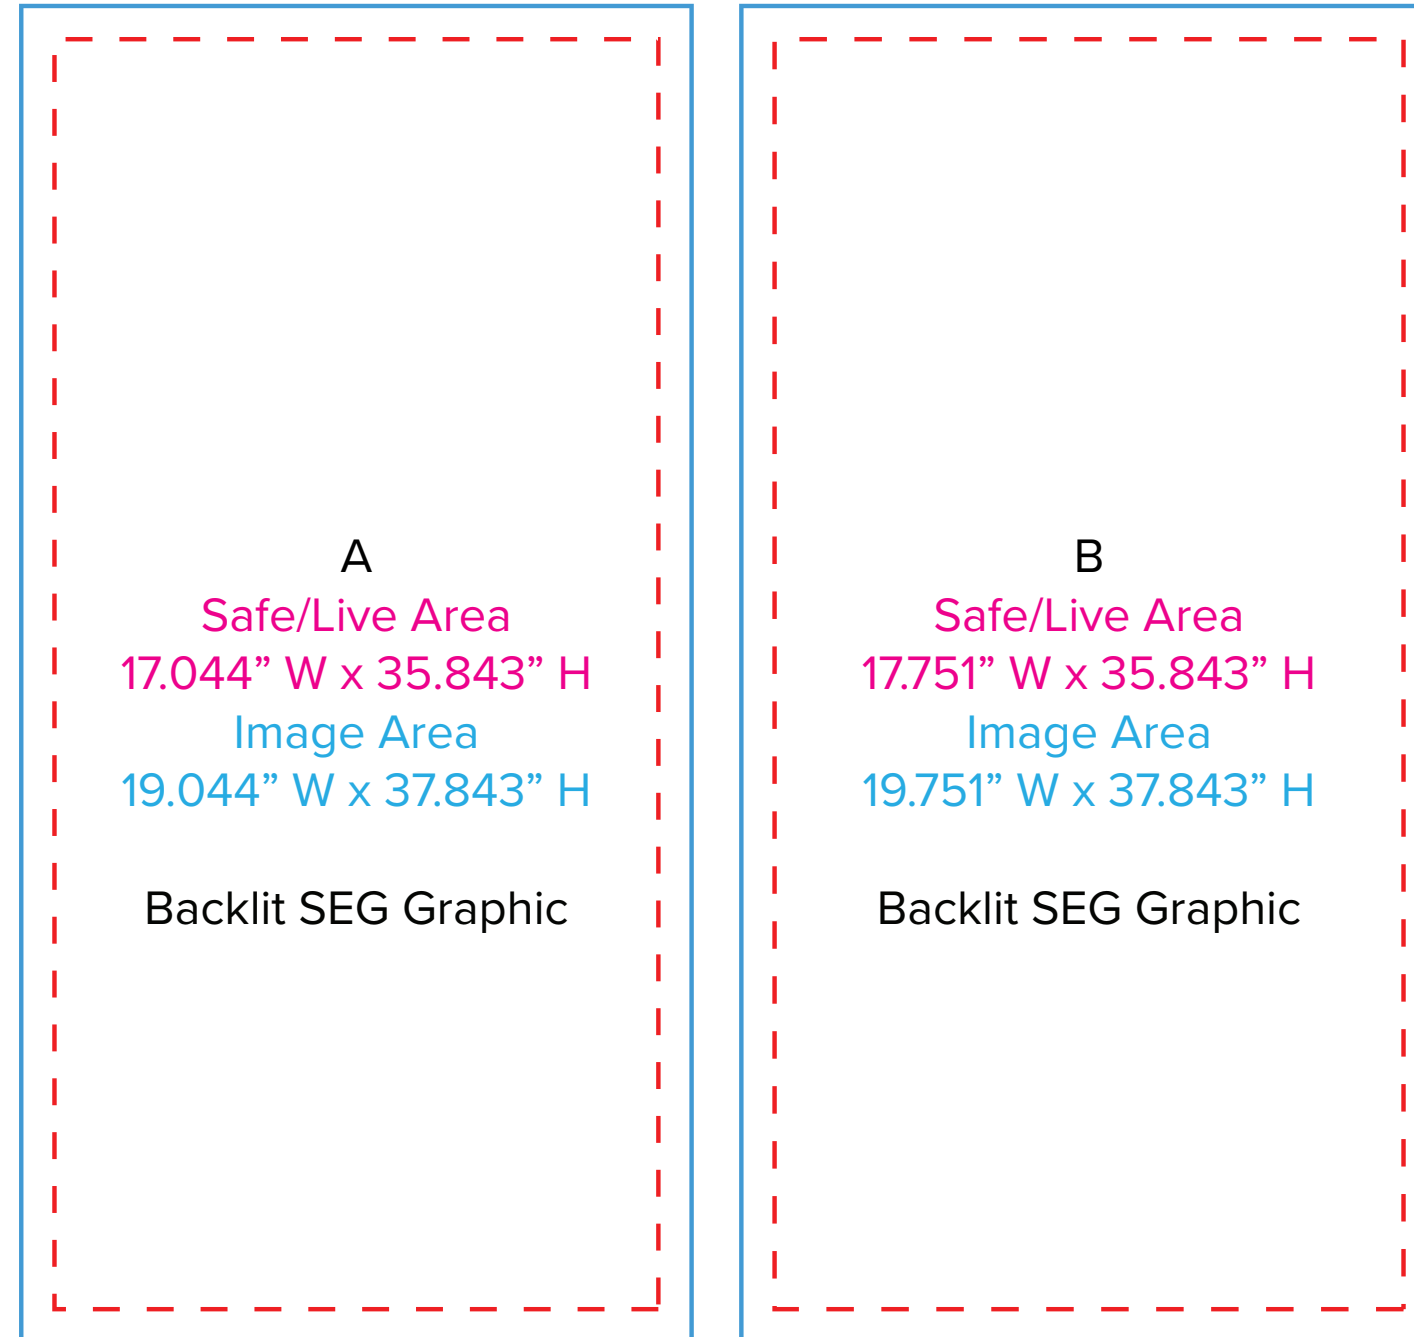 A
Safe/Live Area
17.044” W x 35.843” H
Image Area
19.044” W x 37.843” H
Backlit SEG Graphic
B
Safe/Live Area
17.751” W x 35.843” H
Image Area
19.751” W x 37.843” H
Backlit SEG Graphic